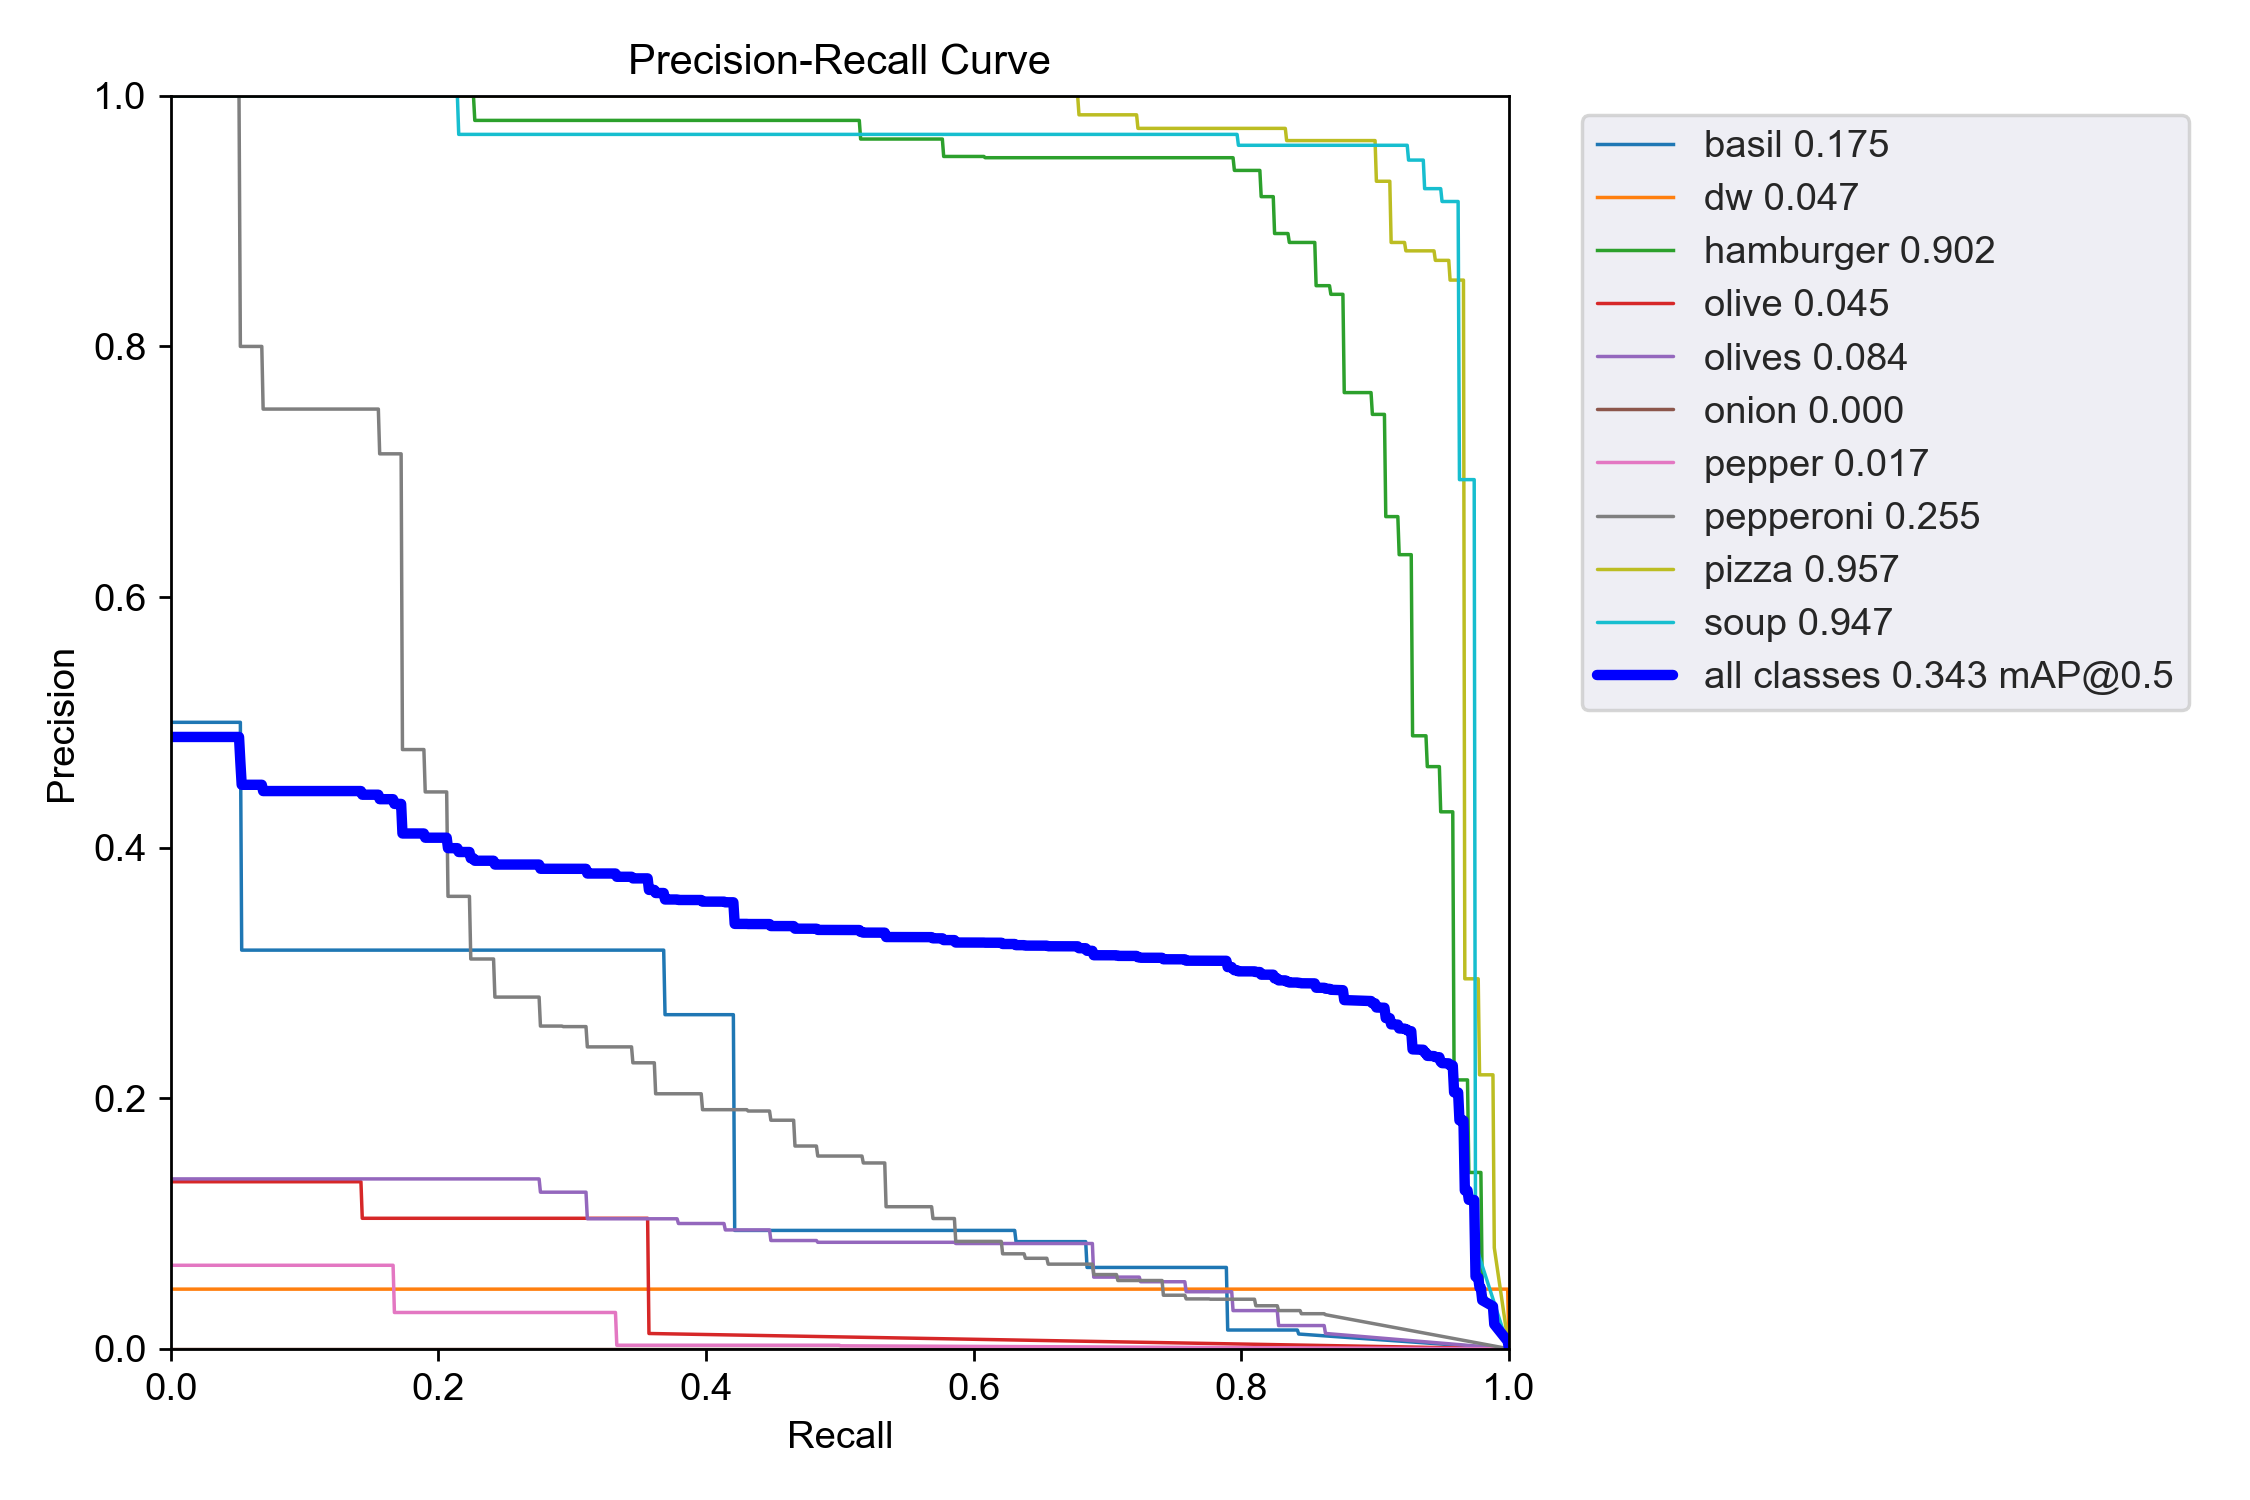 Precision-Recall Curve
1.0
0.8
0.6
0.4
0.2
0.0
Precision
0.0 0.2 0.4 0.6 0.8 1.0
Recall
basil 0.175
dw 0.047
hamburger 0.902
olive 0.045
olives 0.084
onion 0.000
pepper 0.017
pepperoni 0.255
pizza 0.957
soup 0.947
all classes 0.343 mAP@0.5